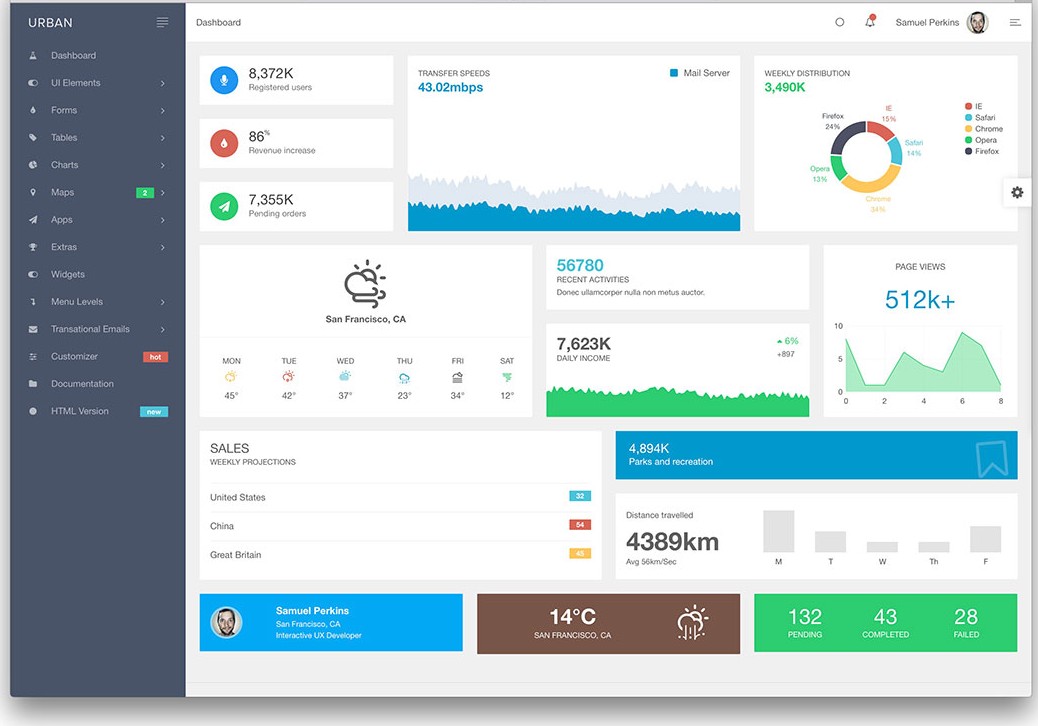 URBAN
Dashboard
Samuel Perkins
Dashboard
UI Elements
Forms
Tables
Charts
Maps 2
Apps
Extras
Widgets
Menu Levels
Transational Emails
Customizer hot
Documentation
HTML Version new
8,372K
Registered users
86%
Revenue increase
7,355K
Pending orders
TRANSFER SPEEDS
43.02mbps
Mail Server
WEEKLY DISTRIBUTION
3,490K
IE
15%
Safari
14%
Chrome
34%
Opera
13%
Firefox
24%
IE
Safari
Chrome
Opera
Firefox
San Francisco, CA
MON TUE WED THU FRI SAT
45° 42° 37° 23° 34° 12°
56780
RECENT ACTIVITIES
Donec ullamcorper nulla non metus auctor.
7,623K
DAILY INCOME
6%
+897
PAGE VIEWS
512k+
10
5
0
0 2 4 6 8
SALES
WEEKLY PROJECTIONS
United States 32
China 54
Great Britain 45
4,894K
Parks and recreation
Distance travelled
4389km
Avg 56km/Sec
M T W Th F
Samuel Perkins
San Francisco, CA
Interactive UX Developer
14°C
SAN FRANCISCO, CA
132 43 28
PENDING COMPLETED FAILED